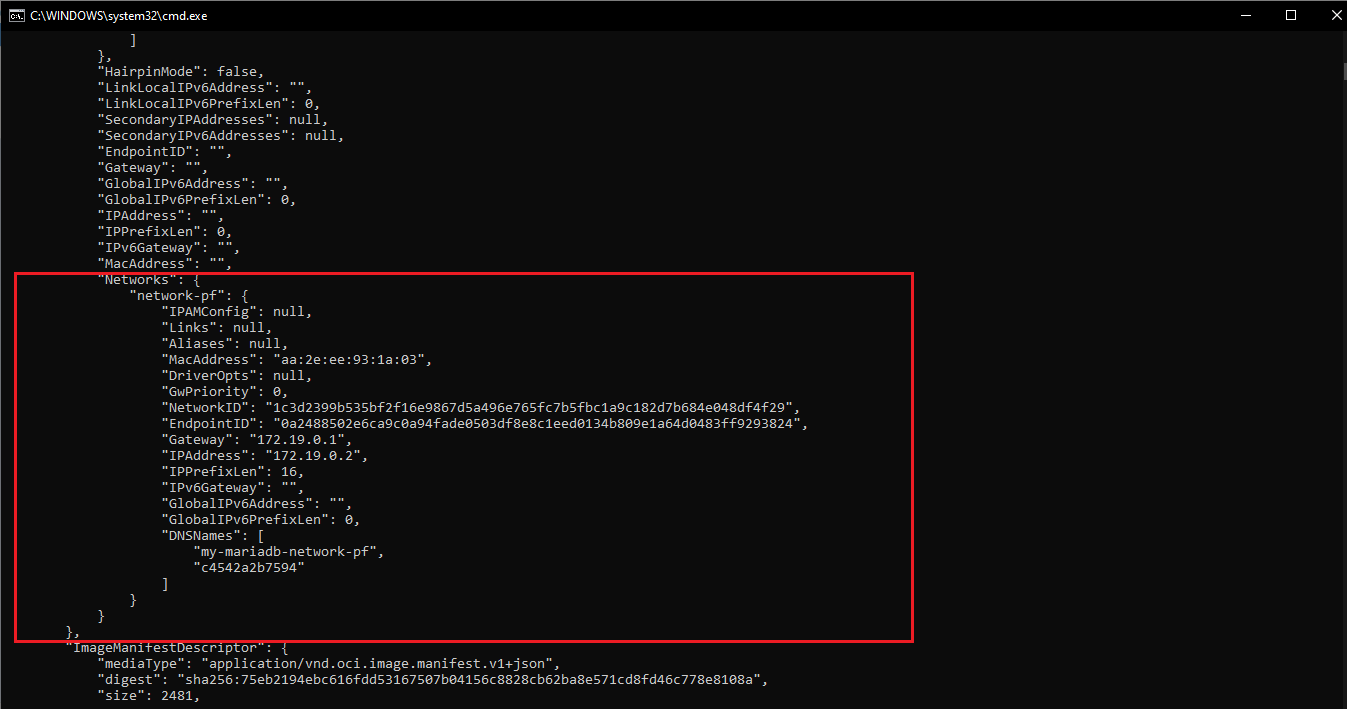 C:\WINDOWS\system32\cmd.exe
]
},
"HairpinMode": false,
"LinkLocalIPv6Address": "",
"LinkLocalIPv6PrefixLen": 0,
"SecondaryIPAddresses": null,
"SecondaryIPv6Addresses": null,
"EndpointID": "",
"Gateway": "",
"GlobalIPv6Address": "",
"GlobalIPv6PrefixLen": 0,
"IPAddress": "",
"IPPrefixLen": 0,
"IPv6Gateway": "",
"MacAddress": "",
"Networks": {
"network-pf": {
"IPAMConfig": null,
"Links": null,
"Aliases": null,
"MacAddress": "aa:2e:ee:93:1a:03",
"DriverOpts": null,
"GwPriority": 0,
"NetworkID": "1c3d2399b535bf2f16e9867d5a496e765fc7b5fbc1a9c182d7b684e048df4f29",
"EndpointID": "0a2488502e6ca9c0a94fade0503df8e8c1eed0134b809e1a64d0483ff9293824",
"Gateway": "172.19.0.1",
"IPAddress": "172.19.0.2",
"IPPrefixLen": 16,
"IPv6Gateway": "",
"GlobalIPv6Address": "",
"GlobalIPv6PrefixLen": 0,
"DNSNames": [
"my-mariadb-network-pf",
"c4542a2b7594"
]
}
}
},
"ImageManifestDescriptor": {
"mediaType": "application/vnd.oci.image.manifest.v1+json",
"digest": "sha256:75eb2194ebc616fdd53167507b04156c8828cb62ba8e571cd8fd46c778e8108a",
"size": 2481,